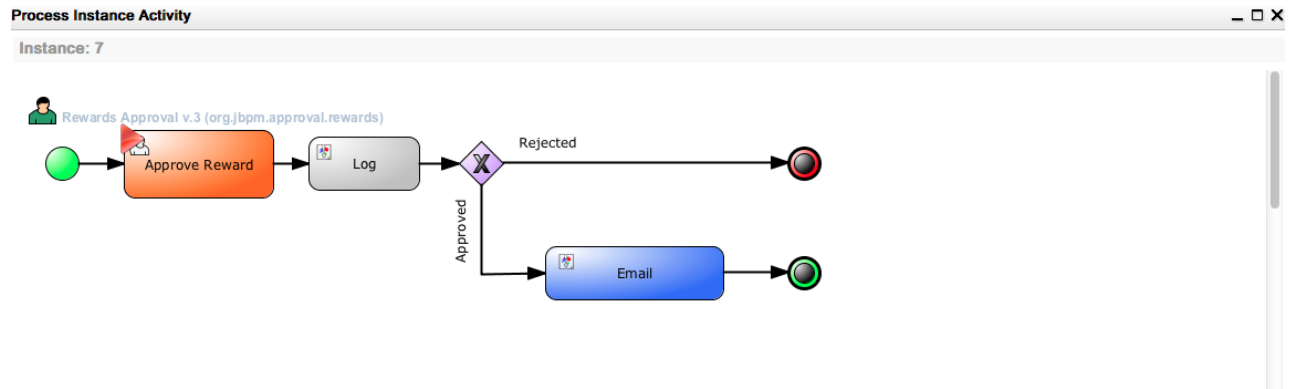 Process Instance Activity
Instance: 7
Rewards Approval v.3 (org.jbpm.approval.rewards)
Approve Reward
Log
X
Rejected
Approved
Email